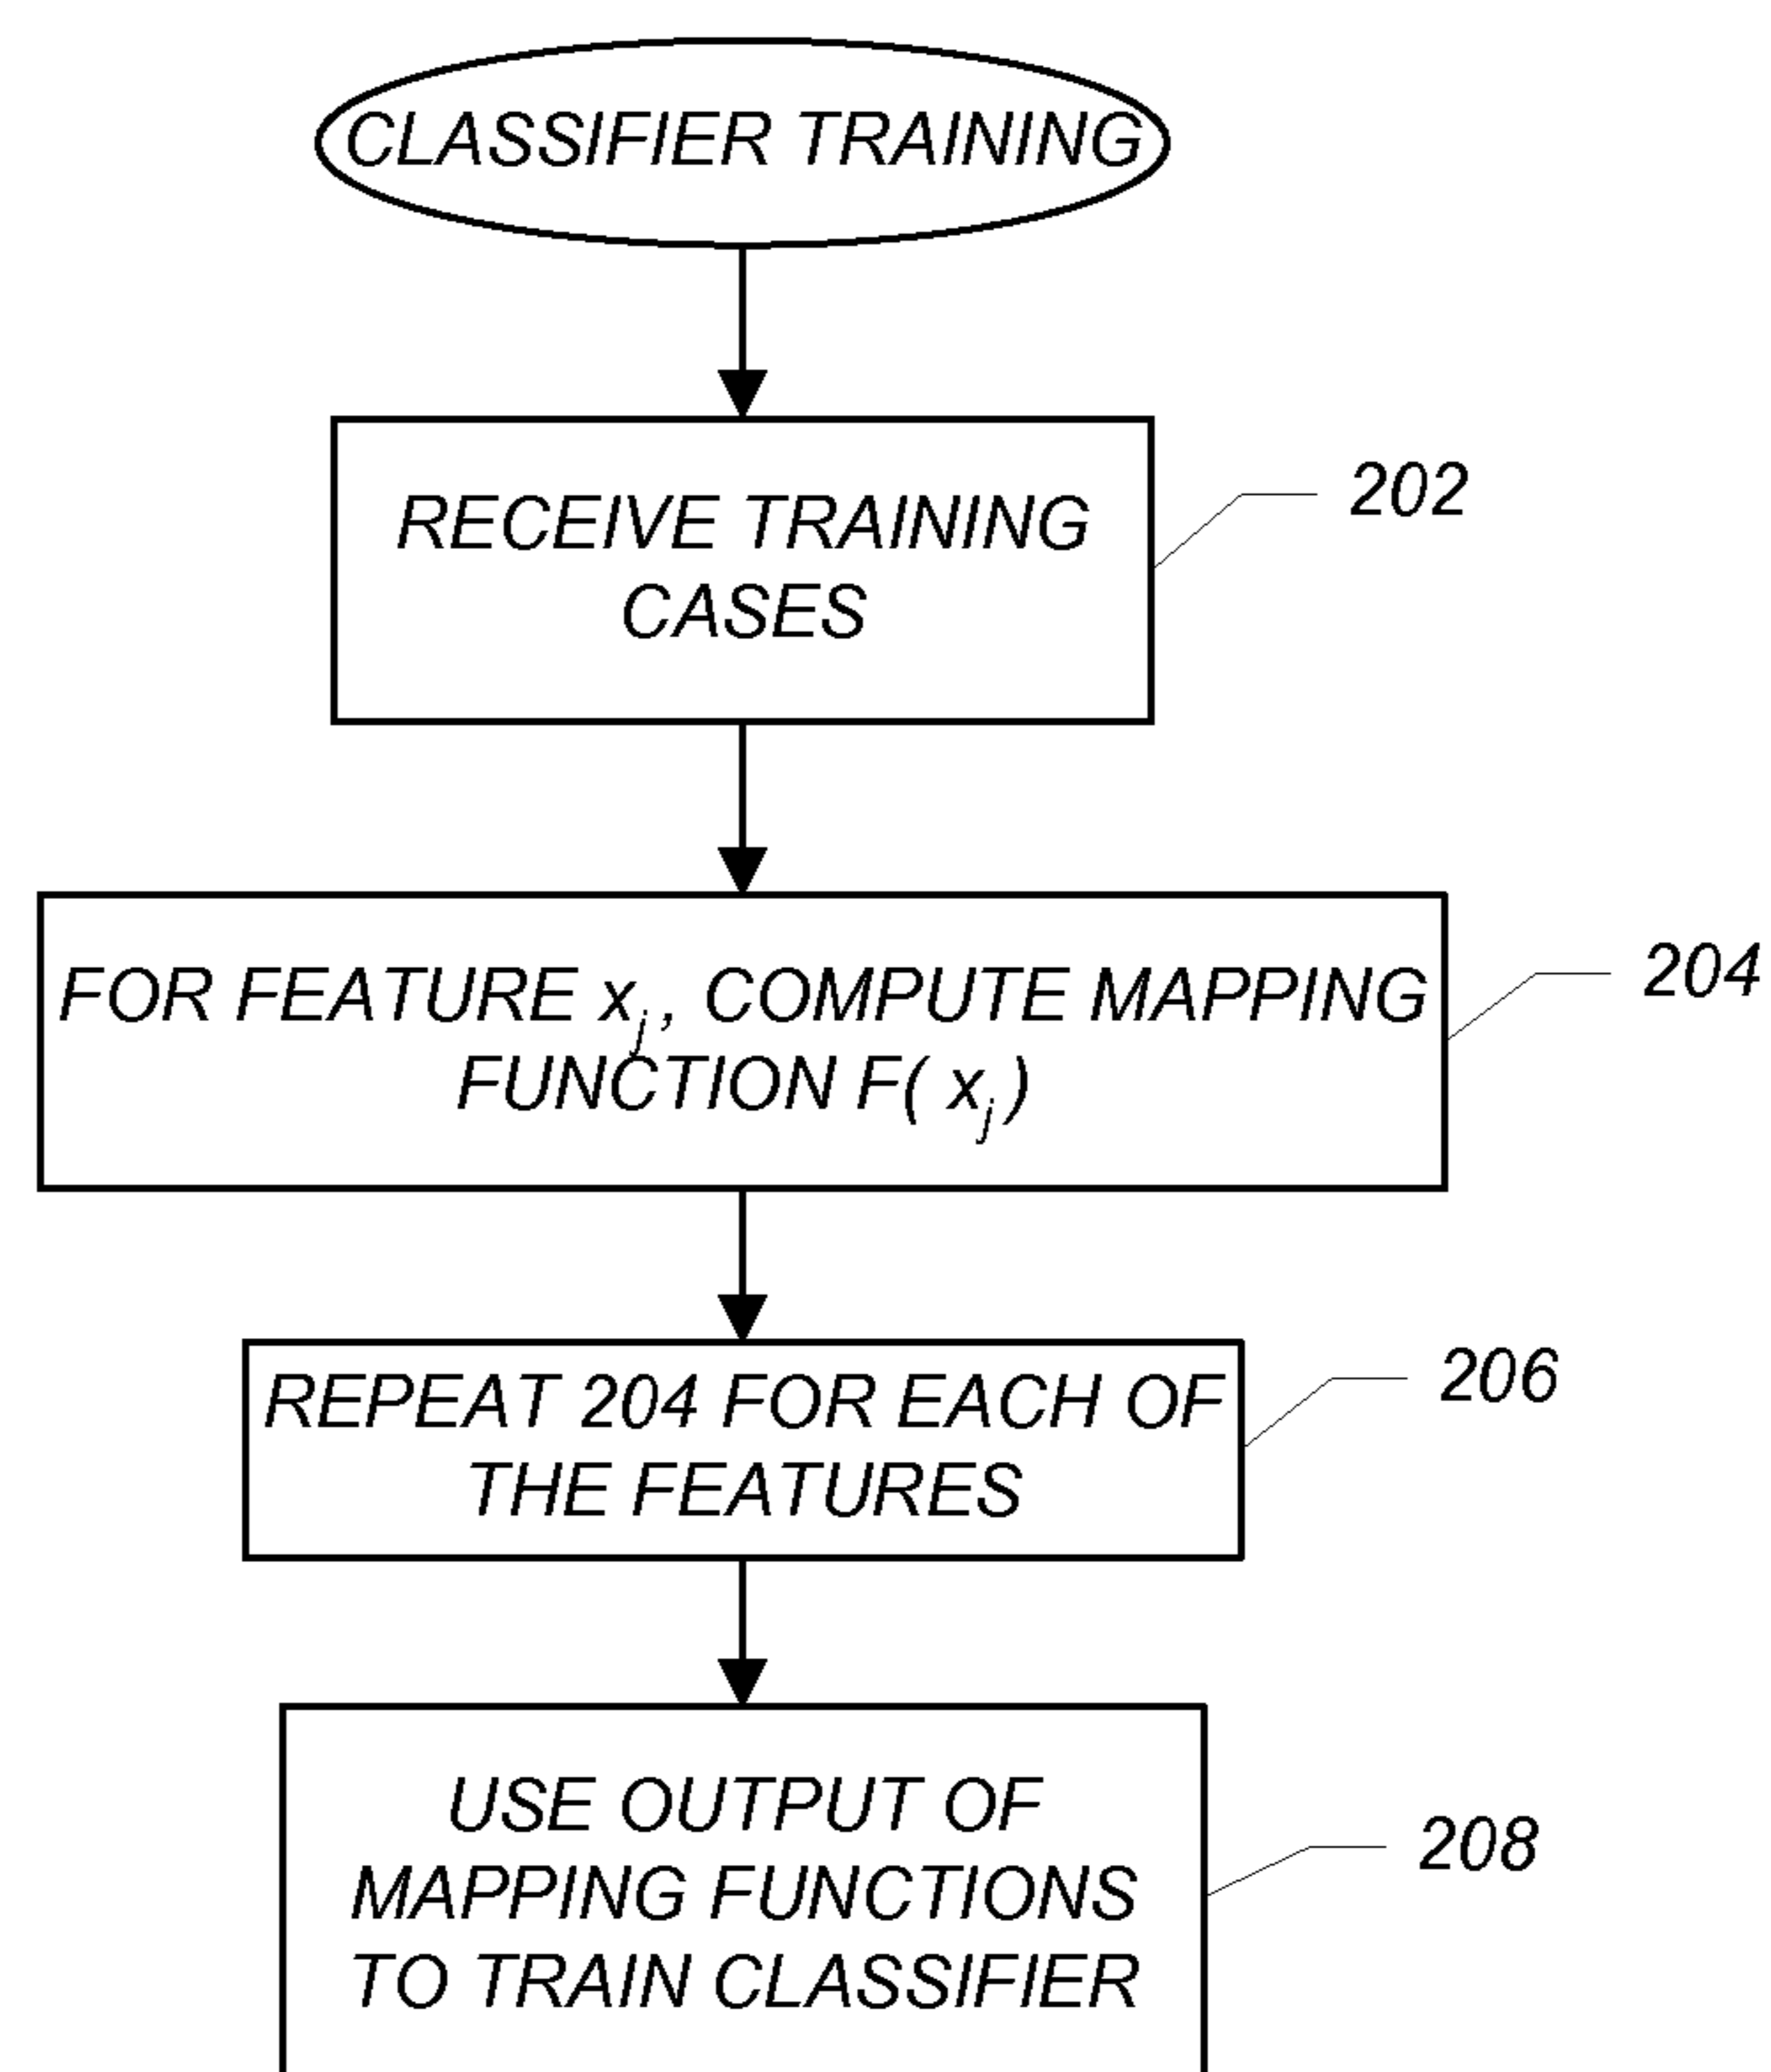 CLASSIFIER TRAINING
RECEIVE TRAINING
CASES
202
FOR FEATURE xj, COMPUTE MAPPING
FUNCTION F( xj )
204
REPEAT 204 FOR EACH OF
THE FEATURES
206
USE OUTPUT OF
MAPPING FUNCTIONS
TO TRAIN CLASSIFIER
208